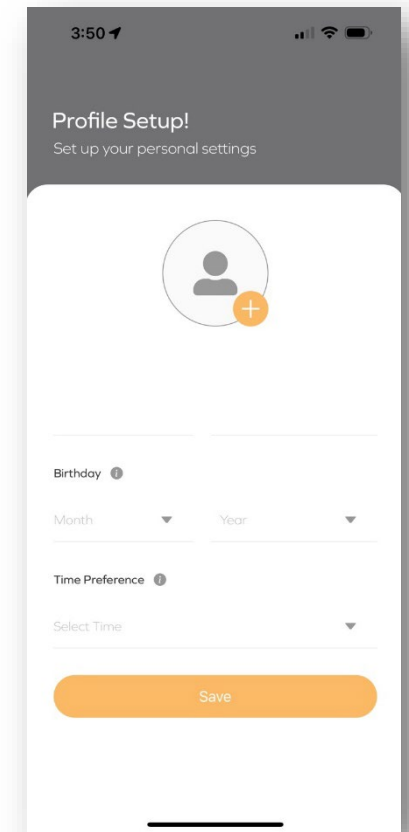 3:50
Profile Setup!
Set up your personal settings
Birthday
Month Year
Time Preference
Select Time
Save